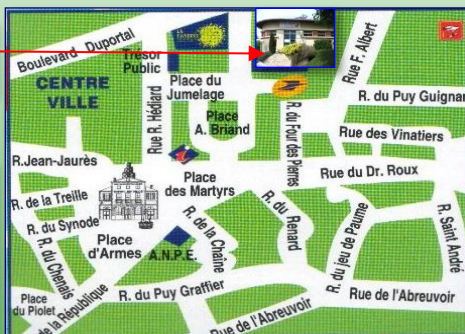 Boulevard Duportal
Trésor
Public
CENTRE
VILLE
Place du
Jumelage
Rue R. Hédiard
Place
A. Briand
R. du Four des Pierres
Rue F. Albert
R. du Puy Guignan
Rue des Vinatiers
R.Jean-Jaurès
Rue du Dr. Roux
Place
des Martyrs
R. de la Treille
R. du Synode
R. du Chenais
Place
d'Armes
A.N.P.E.
R. de la Chaîne
R. du Renard
R. du jeu de Paume
R. Saint André
Place
du Piolet
de la République
R. du Puy Graffier
Rue de l'Abreuvoir
Rue de l'Abreuvoir